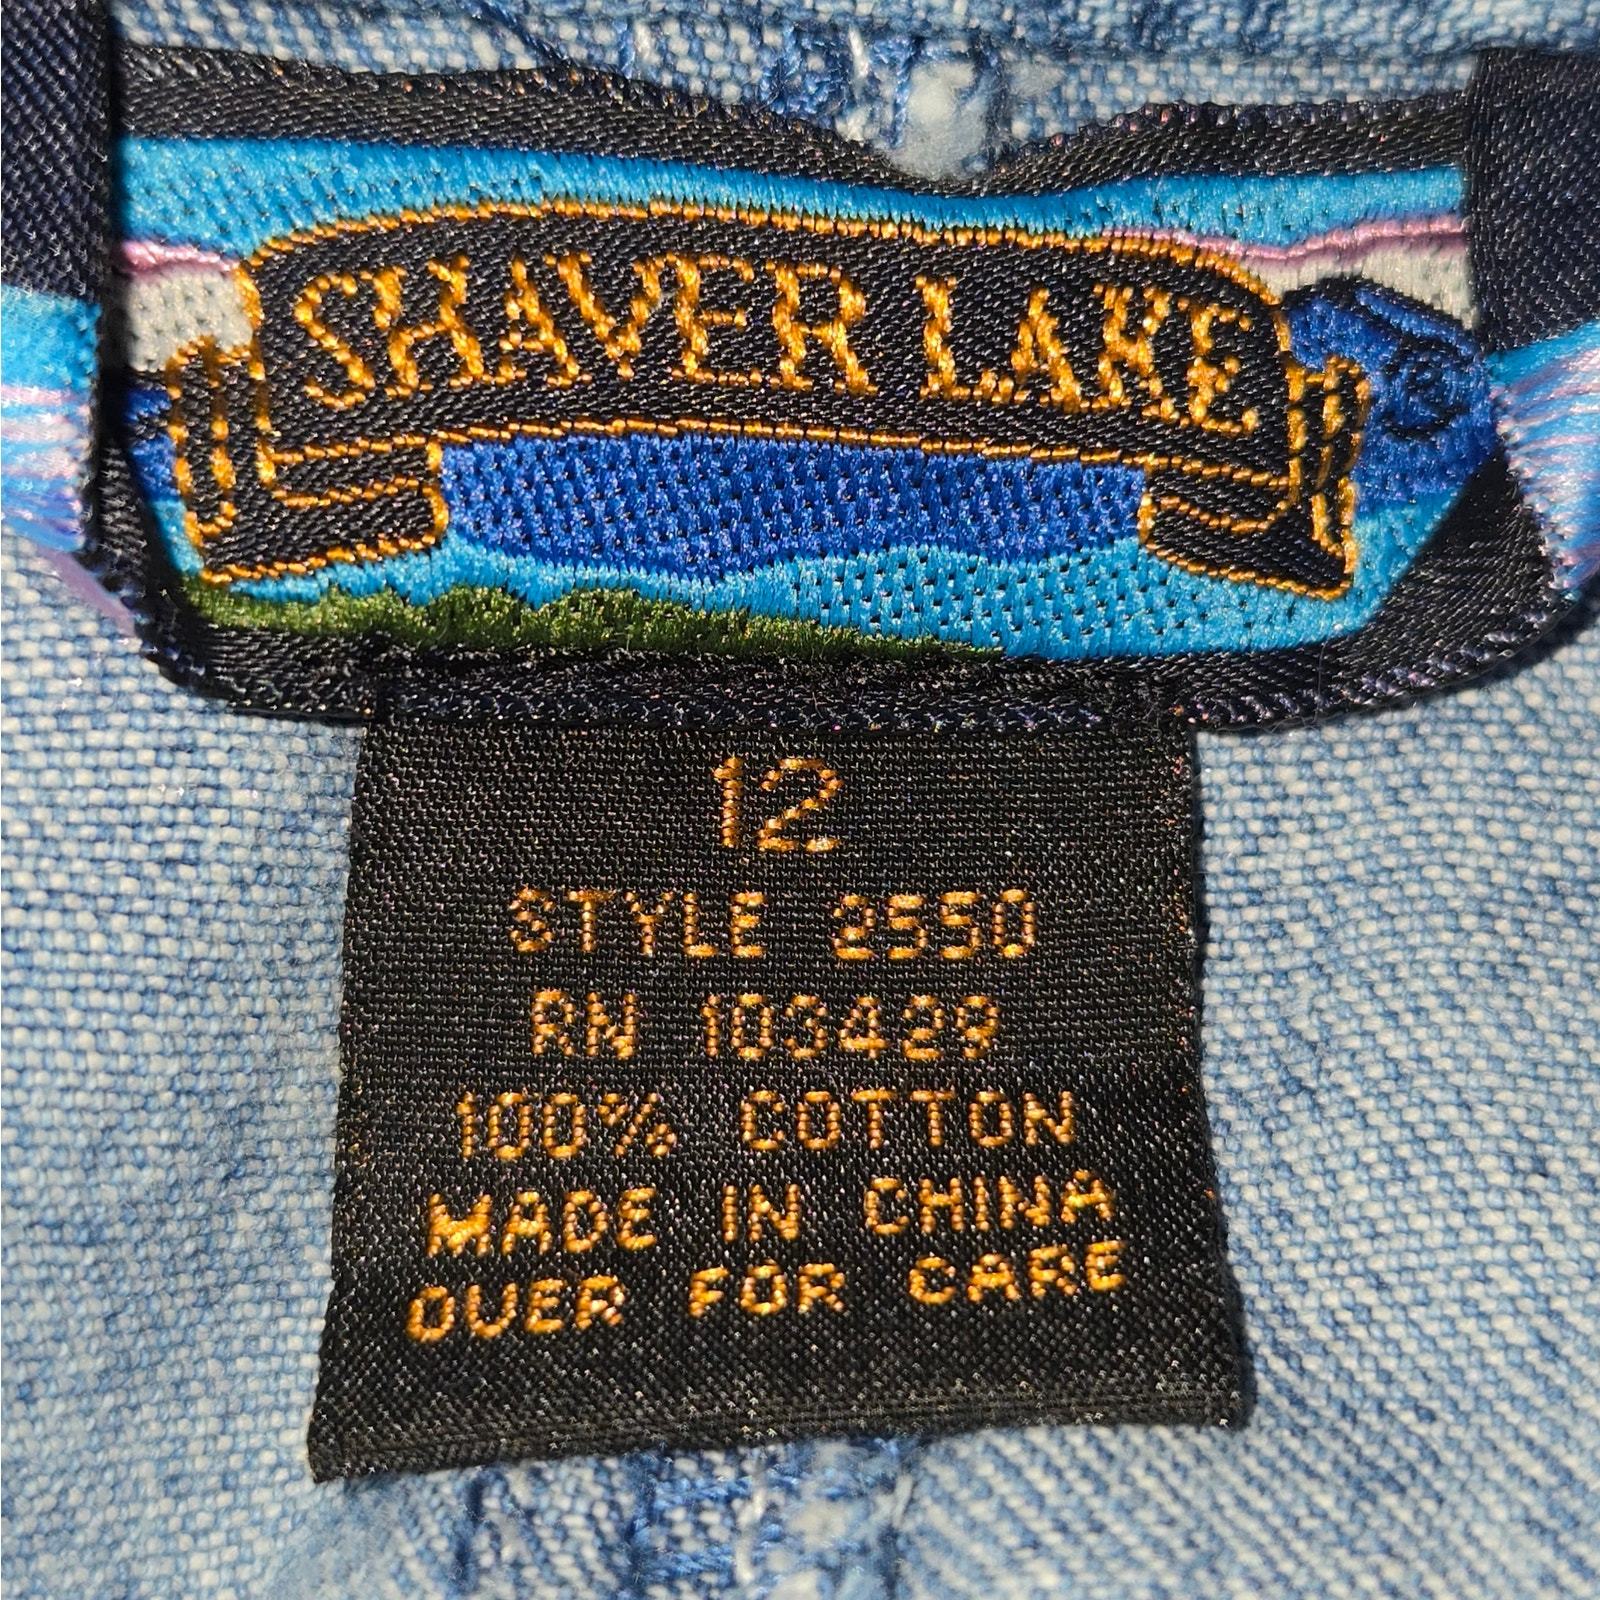 SHAVER LAKE
®
12
STYLE 2550
RN 103429
100% COTTON
MADE IN CHINA
OVER FOR CARE